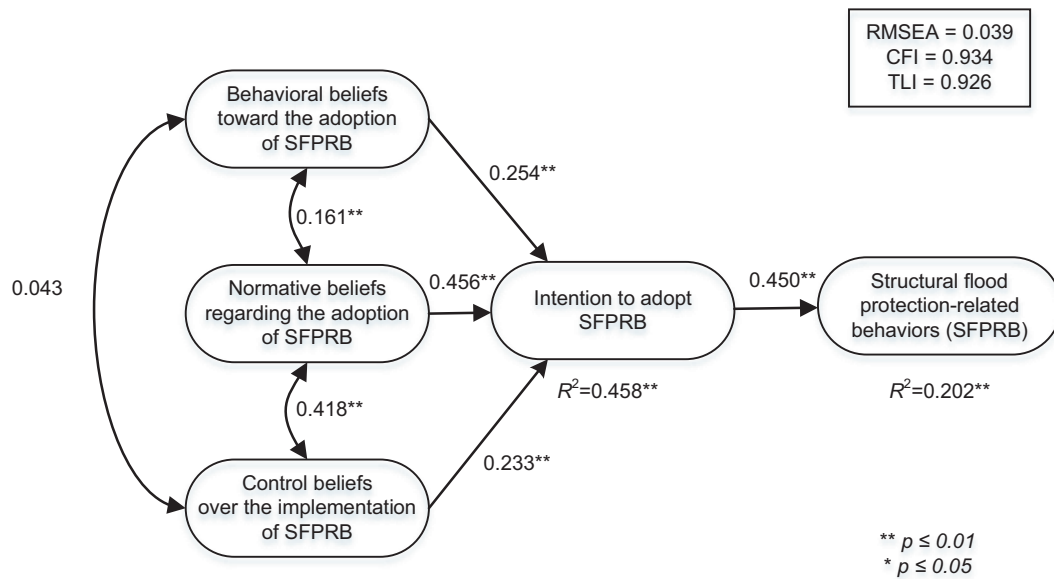 RMSEA = 0.039
CFI = 0.934
TLI = 0.926
Behavioral beliefs
toward the adoption
of SFPRB
0.254**
0.161**
0.043
Normative beliefs
regarding the adoption
of SFPRB
0.456**
Intention to adopt
SFPRB
0.450**
Structural flood
protection-related
behaviors (SFPRB)
R²=0.458**
R²=0.202**
0.418**
0.233**
Control beliefs
over the implementation
of SFPRB
** p ≤ 0.01
* p ≤ 0.05